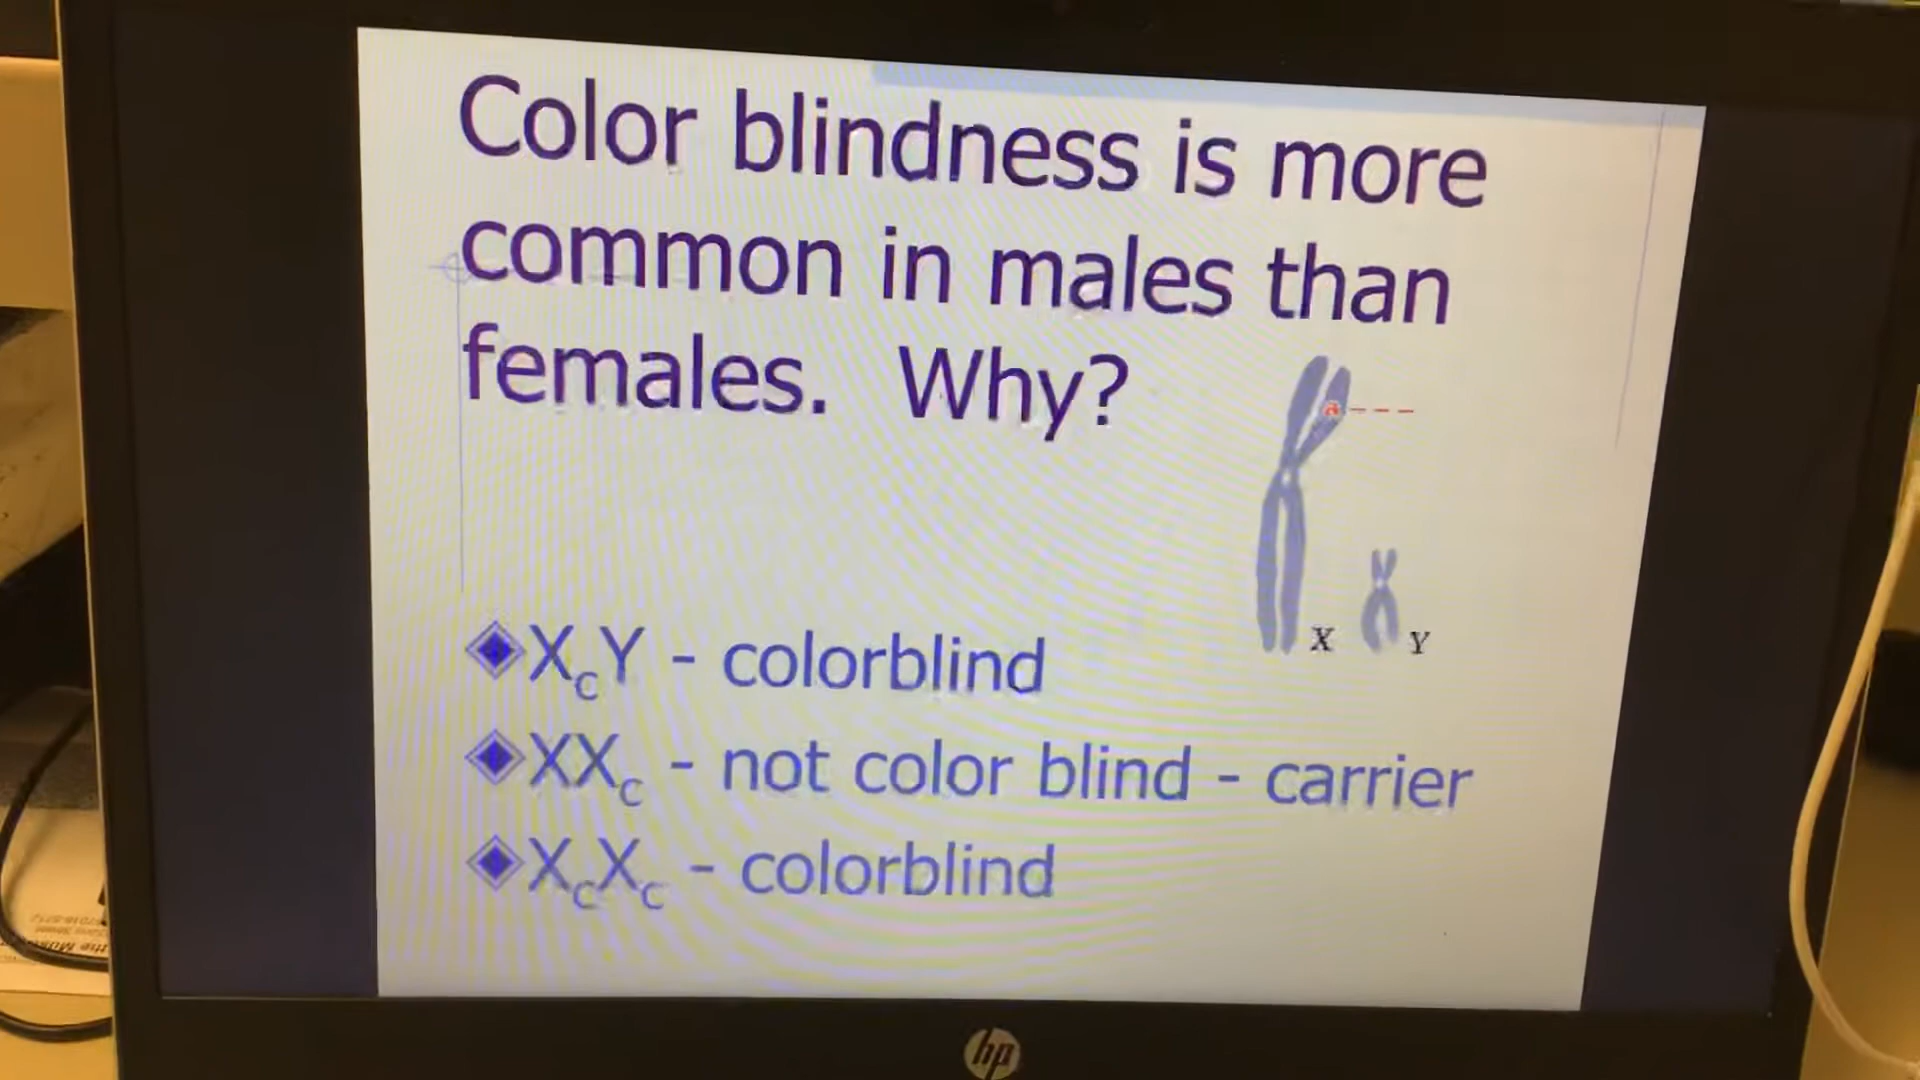 Color blindness is more
common in males than
females. Why?
a
X
Y
XcY - colorblind
XXc - not color blind - carrier
XcXc - colorblind
hp